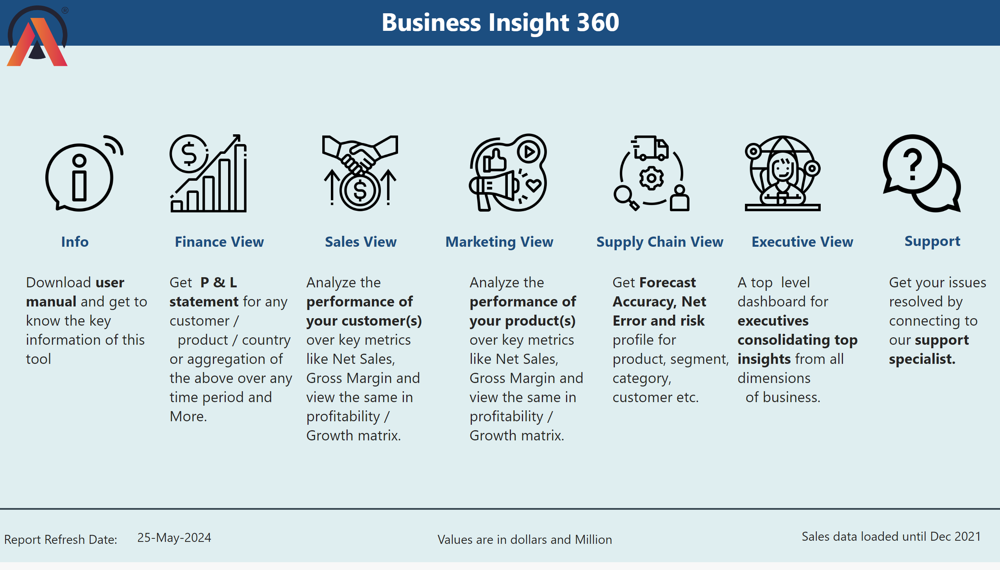 ®
Business Insight 360
Info
Download user
manual and get to
know the key
information of this
tool
Finance View
Get P & L
statement for any
customer /
product / country
or aggregation of
the above over any
time period and
More.
Sales View
Analyze the
performance of
your customer(s)
over key metrics
like Net Sales,
Gross Margin and
view the same in
profitability /
Growth matrix.
Marketing View
Analyze the
performance of
your product(s)
over key metrics
like Net Sales,
Gross Margin and
view the same in
profitability /
Growth matrix.
Supply Chain View
Get Forecast
Accuracy, Net
Error and risk
profile for
product, segment,
category,
customer etc.
Executive View
A top level
dashboard for
executives
consolidating top
insights from all
dimensions
of business.
Support
Get your issues
resolved by
connecting to
our support
specialist.
Report Refresh Date: 25-May-2024
Values are in dollars and Million
Sales data loaded until Dec 2021